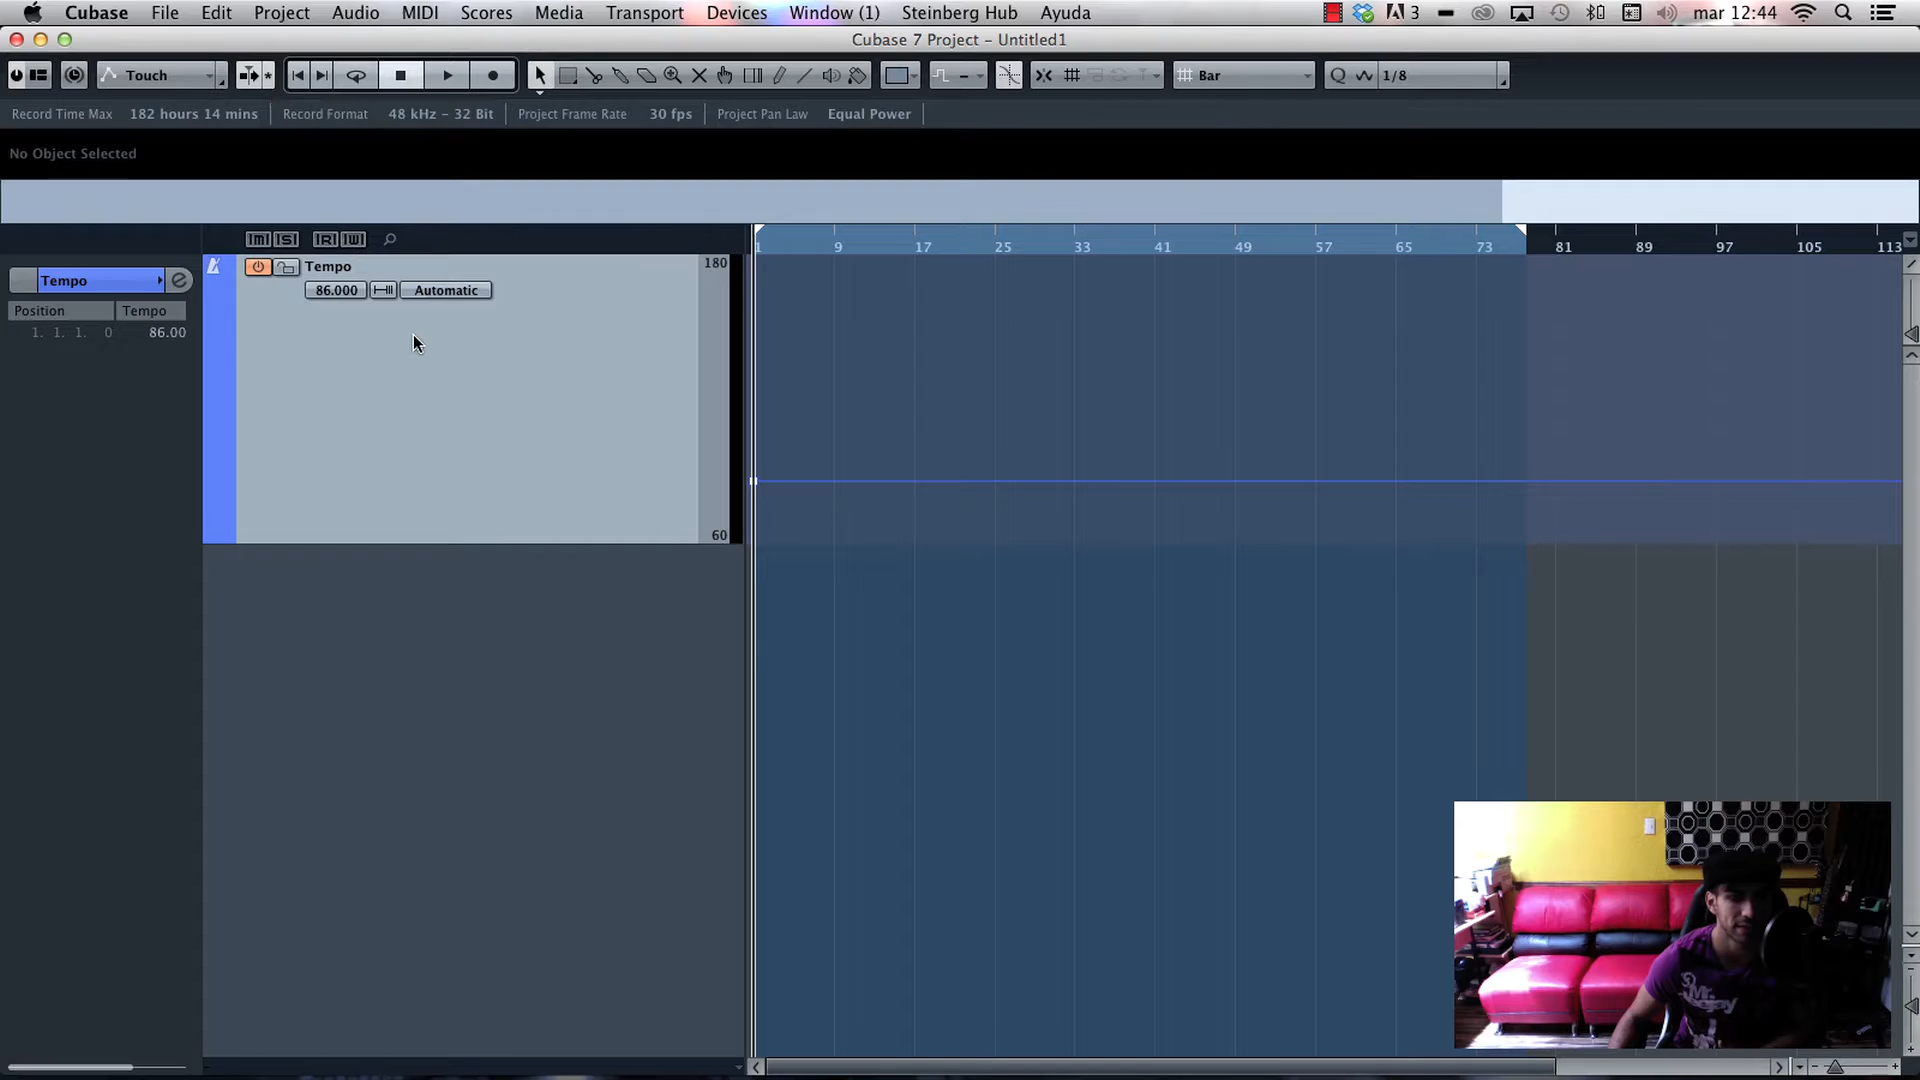 Cubase File Edit Project Audio MIDI Scores Media Transport Devices Window (1) Steinberg Hub Ayuda 3 mar 12:44
Cubase 7 Project - Untitled1
Touch Bar Q 1/8
Record Time Max 182 hours 14 mins Record Format 48 kHz - 32 Bit Project Frame Rate 30 fps Project Pan Law Equal Power
No Object Selected
M S R W
1 9 17 25 33 41 49 57 65 73 81 89 97 105 113
Tempo
Position Tempo
1. 1. 1. 0 86.00
Tempo 180
86.000 Automatic
60
Mr. Deejay